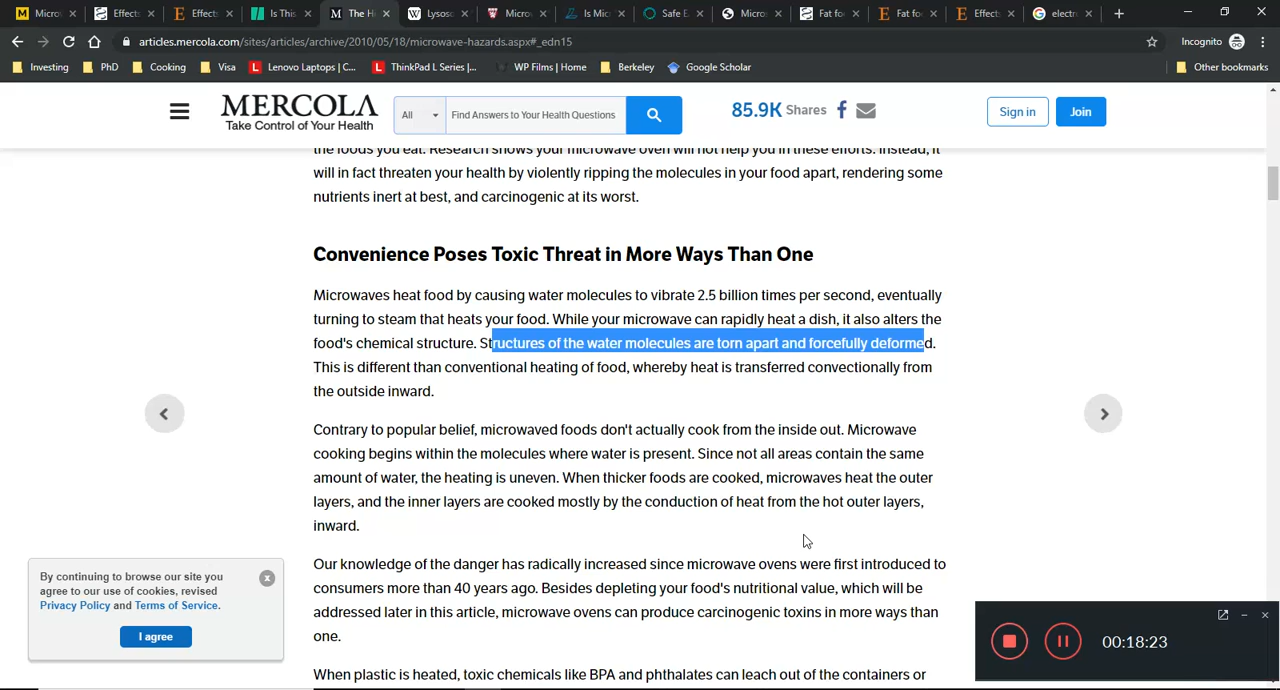 Micro
Effects
Effects
Is This
The H
Lysos
Microw
Is Mic
Safe E
Micro
Fat fo
Fat fo
Effects
electr
articles.mercola.com/sites/articles/archive/2010/05/18/microwave-hazards.aspx#_edn15
Incognito
Investing
PhD
Cooking
Visa
Lenovo Laptops | C...
ThinkPad L Series |...
WP Films | Home
Berkeley
Google Scholar
Other bookmarks
MERCOLA
Take Control of Your Health
All
Find Answers to Your Health Questions
85.9K Shares
Sign in
Join
the foods you eat. Research shows your microwave oven will not help you in these efforts. Instead, it
will in fact threaten your health by violently ripping the molecules in your food apart, rendering some
nutrients inert at best, and carcinogenic at its worst.
Convenience Poses Toxic Threat in More Ways Than One
Microwaves heat food by causing water molecules to vibrate 2.5 billion times per second, eventually
turning to steam that heats your food. While your microwave can rapidly heat a dish, it also alters the
food's chemical structure. Structures of the water molecules are torn apart and forcefully deformed.
This is different than conventional heating of food, whereby heat is transferred convectionally from
the outside inward.
Contrary to popular belief, microwaved foods don't actually cook from the inside out. Microwave
cooking begins within the molecules where water is present. Since not all areas contain the same
amount of water, the heating is uneven. When thicker foods are cooked, microwaves heat the outer
layers, and the inner layers are cooked mostly by the conduction of heat from the hot outer layers,
inward.
Our knowledge of the danger has radically increased since microwave ovens were first introduced to
consumers more than 40 years ago. Besides depleting your food's nutritional value, which will be
addressed later in this article, microwave ovens can produce carcinogenic toxins in more ways than
one.
When plastic is heated, toxic chemicals like BPA and phthalates can leach out of the containers or
By continuing to browse our site you
agree to our use of cookies, revised
Privacy Policy and Terms of Service.
I agree
00:18:23